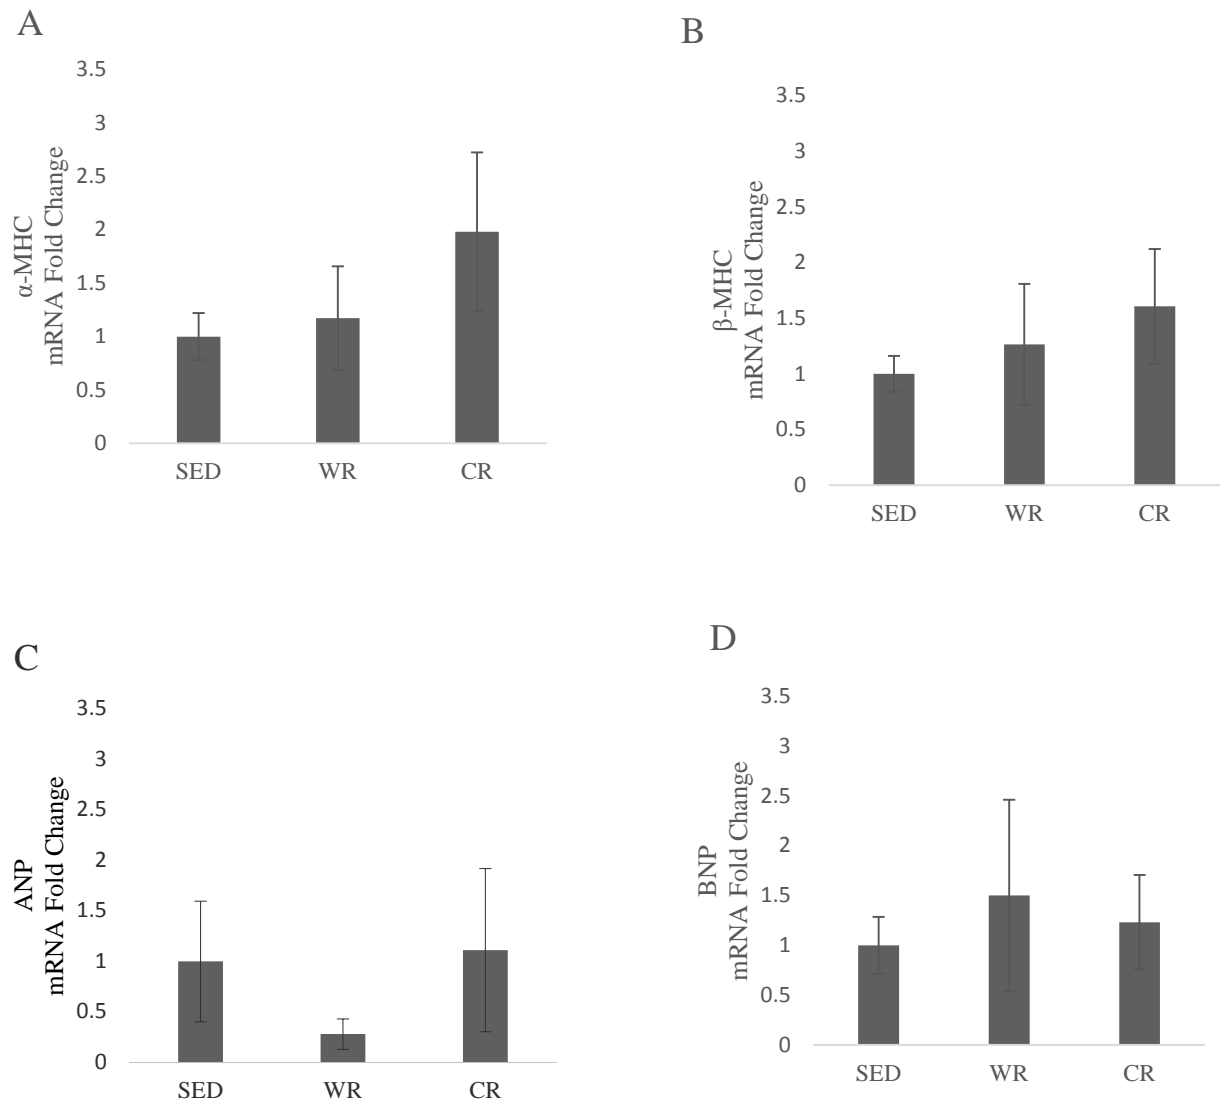 A
α-MHC
mRNA Fold Change
3.5
3
2.5
2
1.5
1
0.5
0
SED WR CR
B
β-MHC
mRNA Fold Change
3.5
3
2.5
2
1.5
1
0.5
0
SED WR CR
C
ANP
mRNA Fold Change
3.5
3
2.5
2
1.5
1
0.5
0
SED WR CR
D
BNP
mRNA Fold Change
3.5
3
2.5
2
1.5
1
0.5
0
SED WR CR